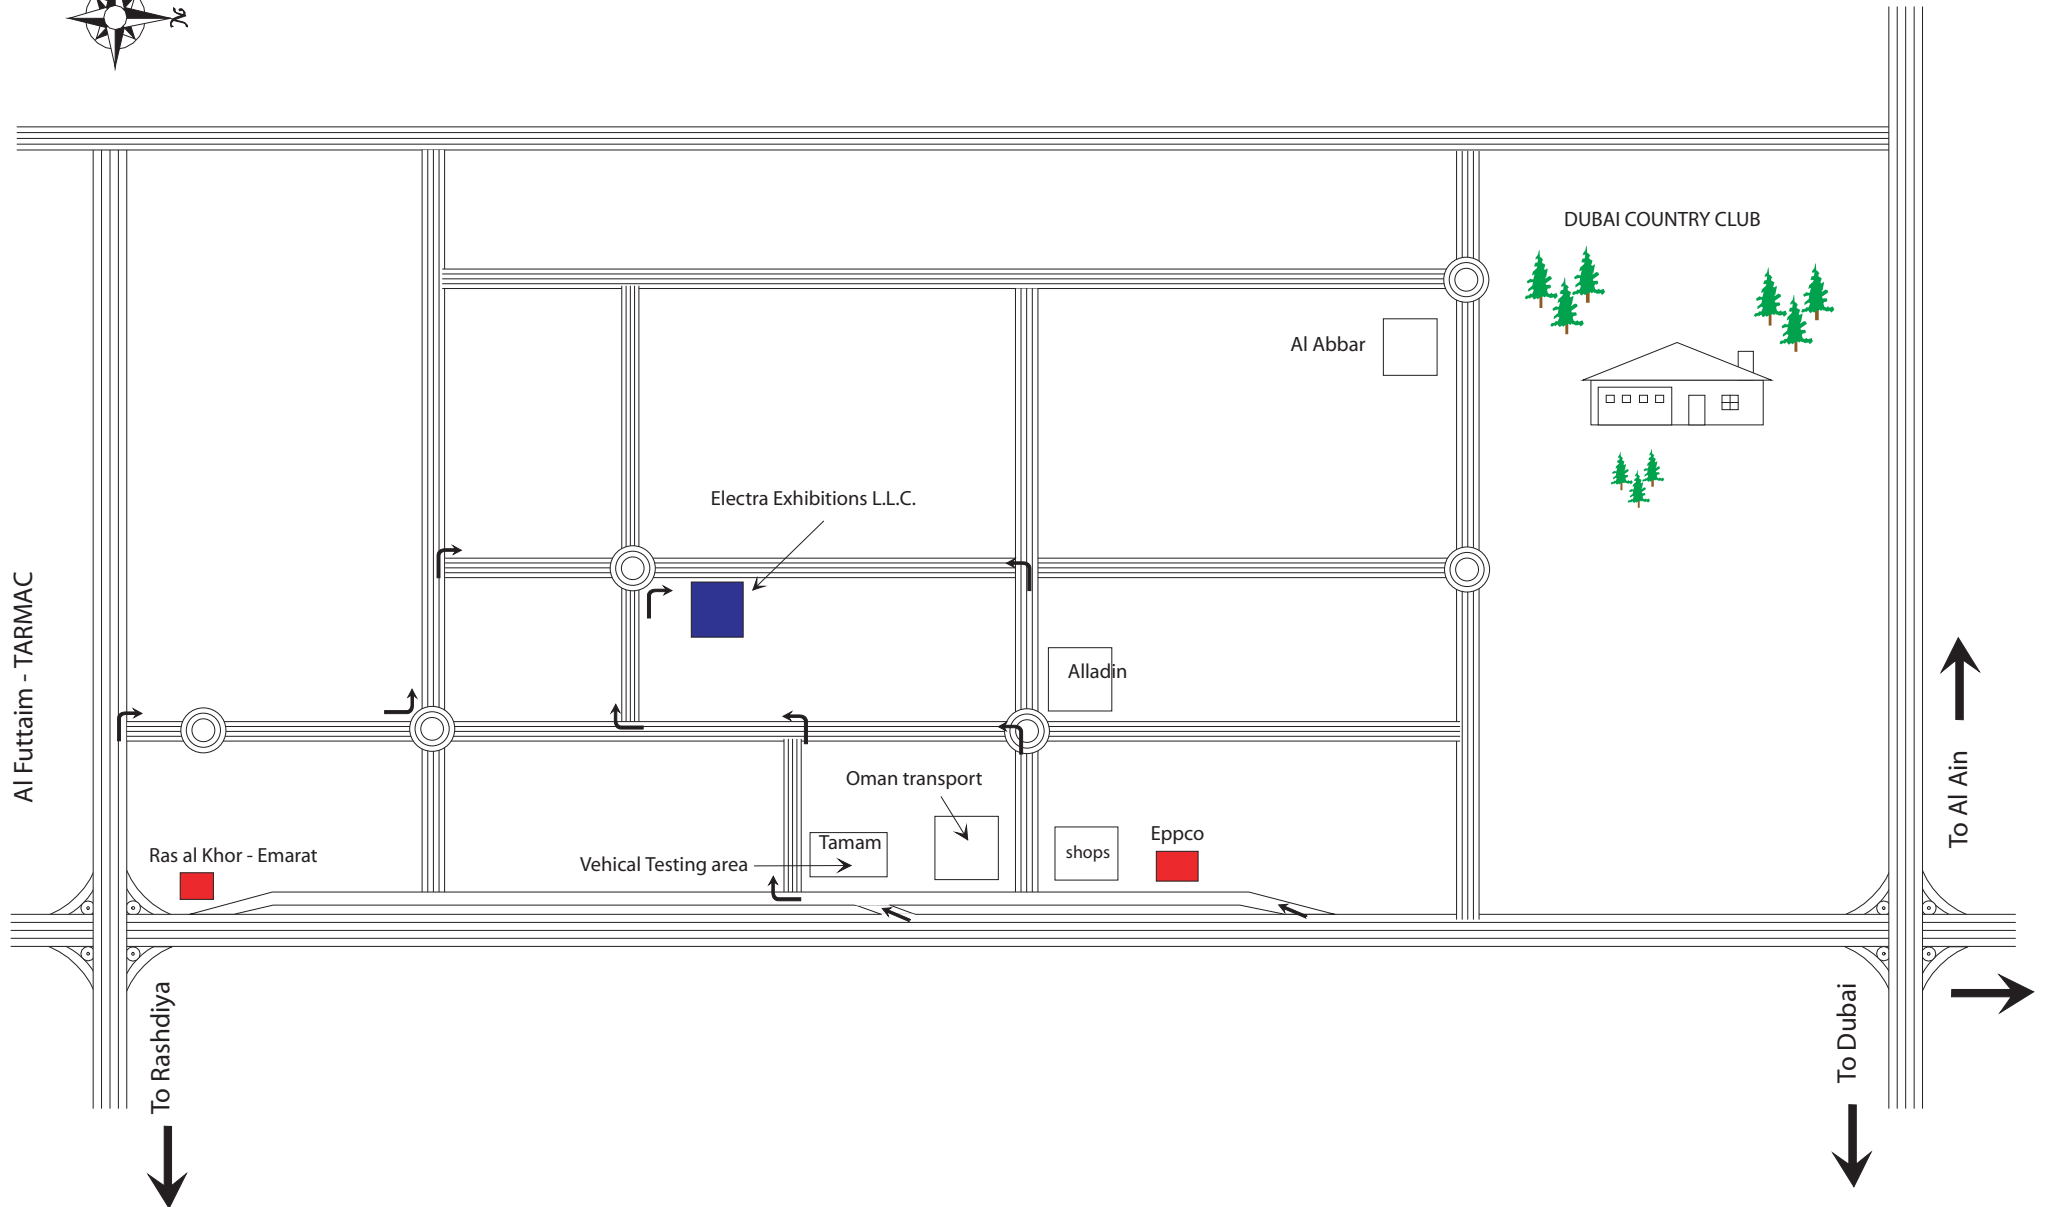 N
DUBAI COUNTRY CLUB
Al Abbar
Electra Exhibitions L.L.C.
Al Futtaim - TARMAC
Alladin
Oman transport
Tamam
Vehical Testing area
shops
Eppco
Ras al Khor - Emarat
To Al Ain
To Rashdiya
To Dubai